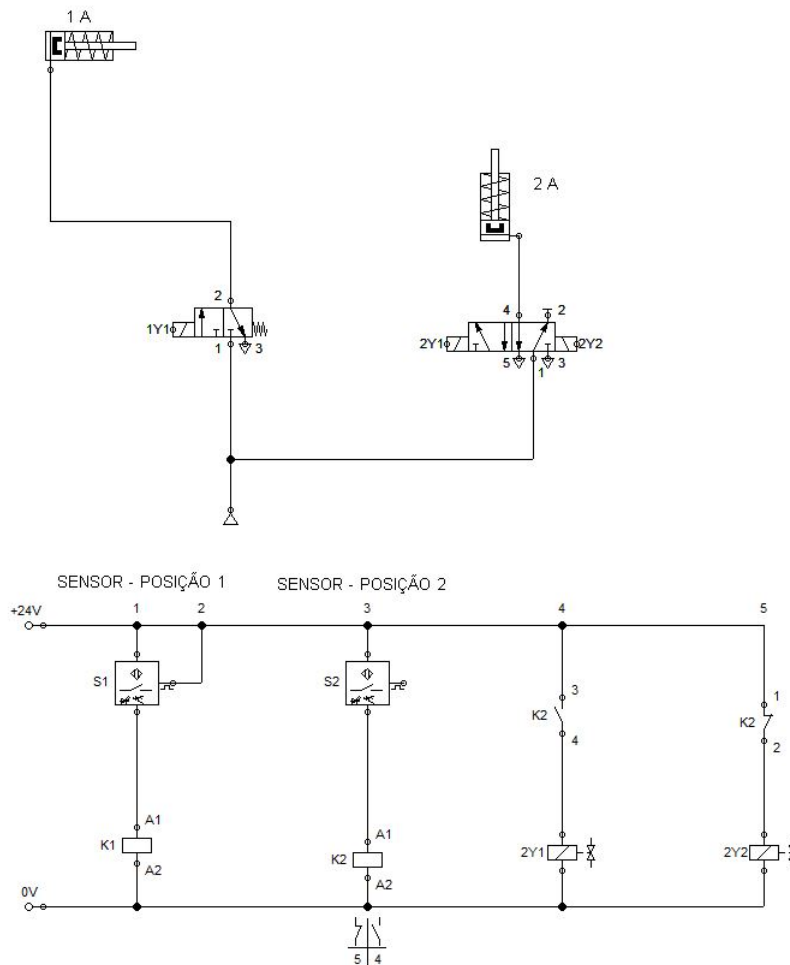 1 A
2 A
2
1Y1
1
3
4
2
2Y1
2Y2
5
1
3
SENSOR - POSIÇÃO 1
SENSOR - POSIÇÃO 2
1
2
3
4
5
+24V
S1
S2
3
K2
4
1
K2
2
A1
K1
A2
A1
K2
A2
2Y1
2Y2
0V
5
4